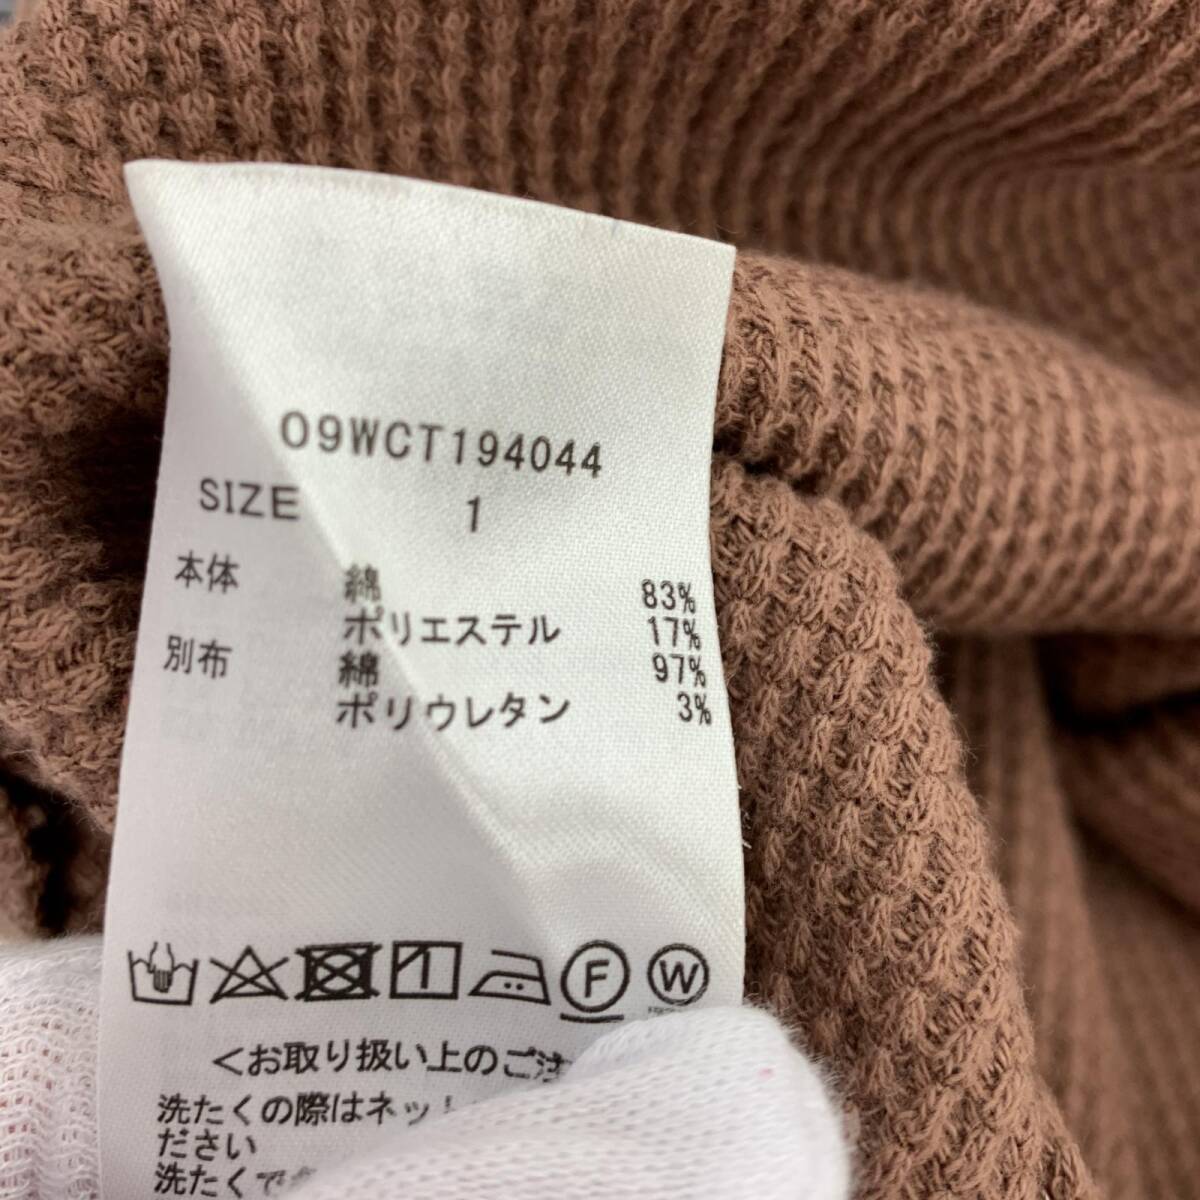 O9WCT194044
SIZE 1
本体 綿 83%
ポリエステル 17%
別布 綿 97%
ポリウレタン 3%
F W
<お取り扱い上のご注
洗たくの際はネッ
ださい
洗たく